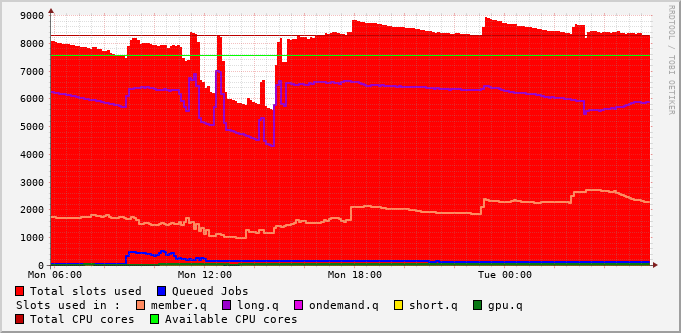 9000
8000
7000
6000
5000
4000
3000
2000
1000
0
Mon 06:00 Mon 12:00 Mon 18:00 Tue 00:00
Total slots used Queued Jobs
Slots used in : member.q long.q ondemand.q short.q gpu.q
Total CPU cores Available CPU cores
RRDTOOL / TOBI OETIKER